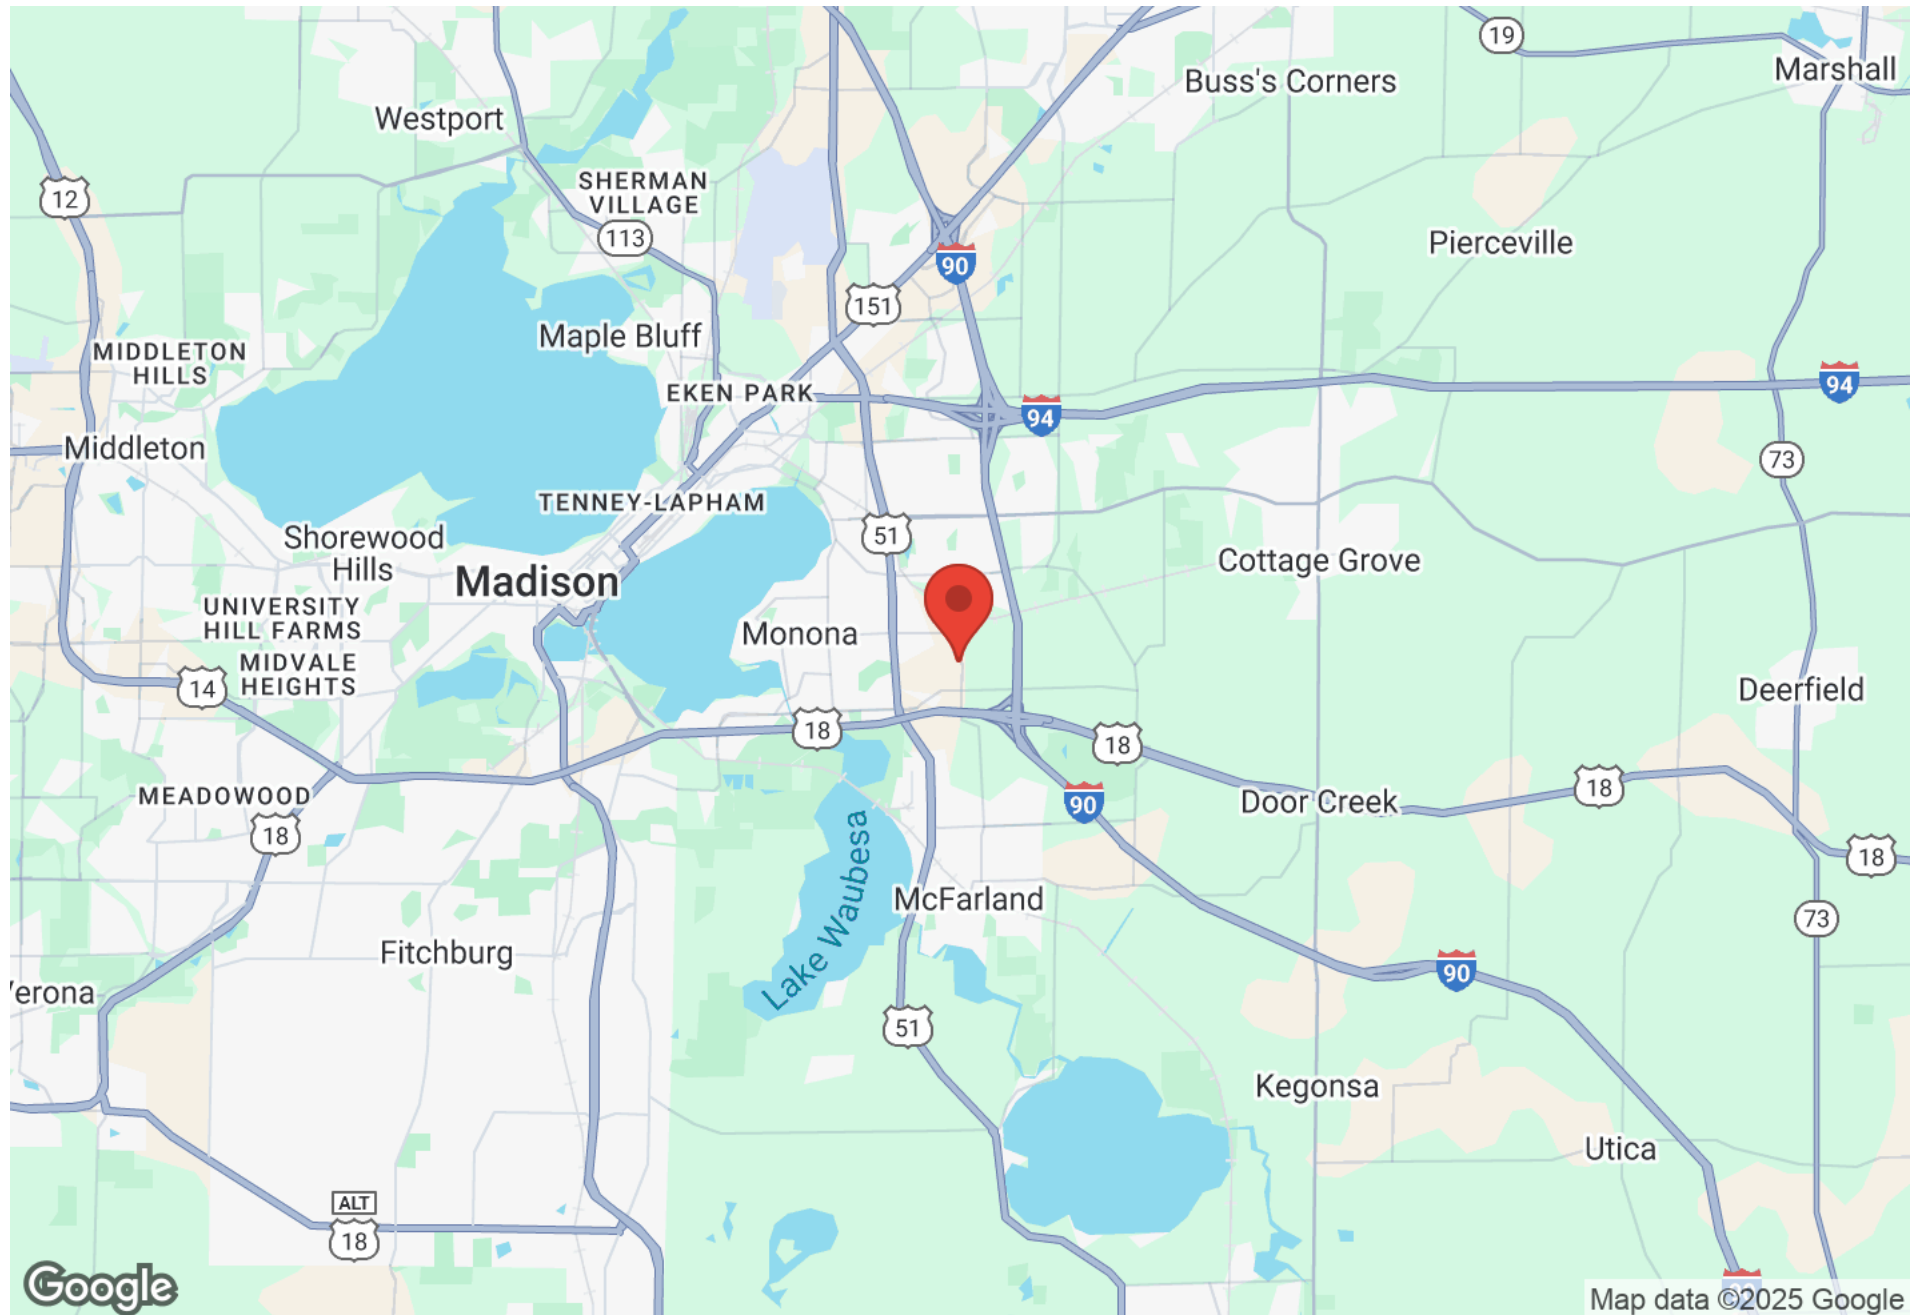 19
Marshall
Buss's Corners
Westport
SHERMAN
VILLAGE
12
113
Pierceville
90
151
Maple Bluff
MIDDLETON
HILLS
EKEN PARK
94
94
Middleton
73
TENNEY-LAPHAM
51
Shorewood
Hills
Cottage Grove
Madison
UNIVERSITY
HILL FARMS
Monona
MIDVALE
HEIGHTS
14
Deerfield
18
18
MEADOWOOD
18
90
Door Creek
18
18
Lake Waubesa
McFarland
73
Fitchburg
90
erona
51
Kegonsa
Utica
ALT
18
Google
Map data ©2025 Google